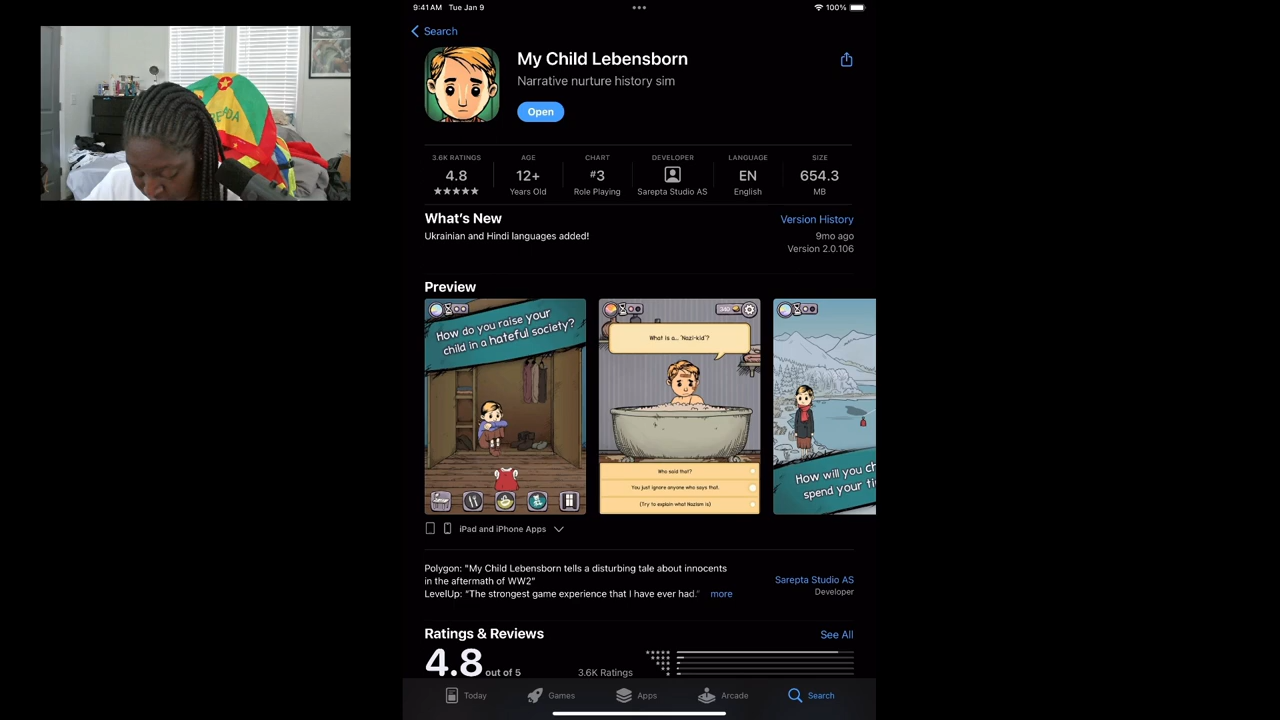 9:41 AM Tue Jan 9
100%
Search
My Child Lebensborn
Narrative nurture history sim
Open
3.6K RATINGS
4.8
AGE
12+
Years Old
CHART
#3
Role Playing
DEVELOPER
Sarepta Studio AS
LANGUAGE
EN
English
SIZE
654.3
MB
What's New
Version History
Ukrainian and Hindi languages added!
9mo ago
Version 2.0.106
Preview
How do you raise your
child in a hateful society?
What is a... 'Nazi-kid'?
Who said that?
You just ignore anyone who says that.
(Try to explain what Nazism is)
How will you ch
spend your ti
iPad and iPhone Apps
Polygon: "My Child Lebensborn tells a disturbing tale about innocents
in the aftermath of WW2"
LevelUp: "The strongest game experience that I have ever had."
more
Sarepta Studio AS
Developer
Ratings & Reviews
See All
4.8 out of 5
3.6K Ratings
Today
Games
Apps
Arcade
Search